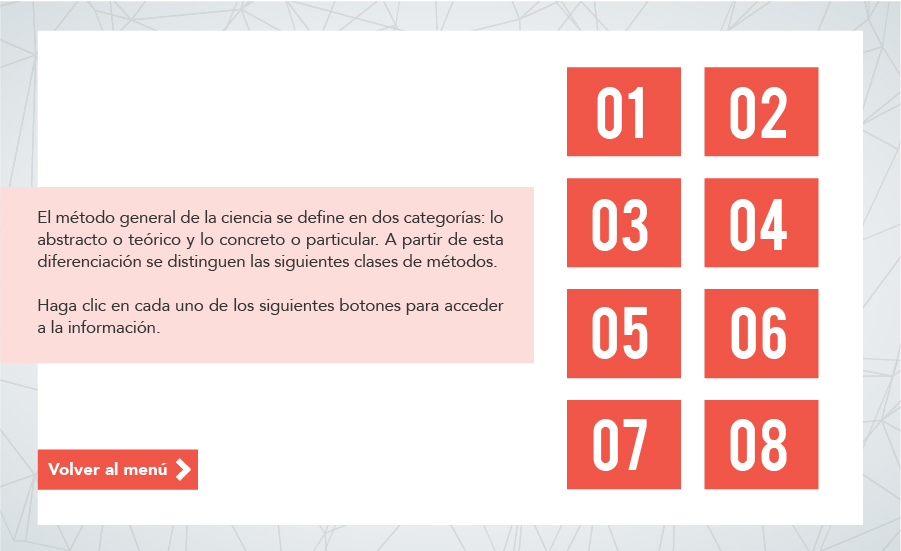 El método general de la ciencia se define en dos categorías: lo
abstracto o teórico y lo concreto o particular. A partir de esta
diferenciación se distinguen las siguientes clases de métodos.
Haga clic en cada uno de los siguientes botones para acceder
a la información.
Volver al menú
01 02
03 04
05 06
07 08